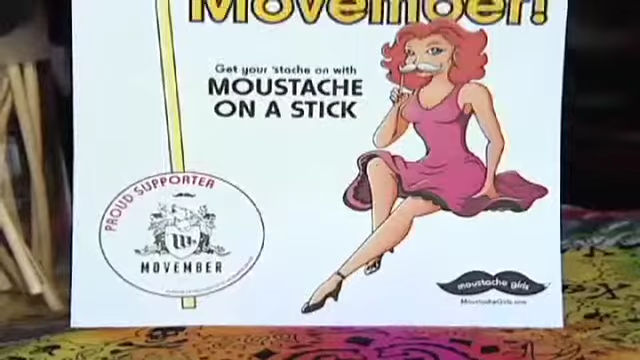 Movember!
Get your 'stache on with
MOUSTACHE
ON A STICK
PROUD SUPPORTER
MOVEMBER
moustache girls
MoustacheGirls.com